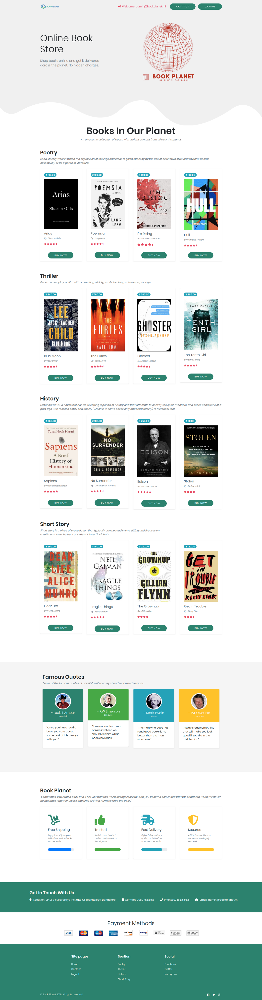 BOOKPLANET
Welcome, admin@bookplanet.ml
CONTACT
LOGOUT
Online Book
Store
Shop books online and get it delivered
across the planet. No hidden charges.
BOOK PLANET
GO DIGITAL FOR BOOKS
Books In Our Planet
An awesome collection of books with variant content from all over the planet.
Poetry
Read literary work in which the expression of feelings and ideas is given intensity by the use of distinctive style and rhythm; poems
collectively or as a genre of literature.
₹ 196.00
₹ 120.00
₹ 140.00
₹ 100.00
Arias
Sharon Olds
POEMSIA
A NOVEL
LANG
LEAV
I'M
RISING
poetry
Determined. Confident. Powerful.
MICHELLE G STRADFORD
HULL
XANDRIA PHILLIPS
Arias
By : Sharon Olds.
Poemsia
By : Lang Leav.
I'm Rising
By : Michelle Stradford.
Hull
By : Xandria Phillips.
BUY NOW
BUY NOW
BUY NOW
BUY NOW
Thriller
Read a novel, play, or film with an exciting plot, typically involving crime or espionage.
₹ 240.00
₹ 180.00
₹ 360.00
₹ 265.00
LEE
JACK REACHER
CHILD
BLUE MOON
THE
FURIES
A NOVEL
KATIE LOWE
GHOSTER
JASON ARNOPP
SARA FARING
THE
TENTH
GIRL
Blue Moon
By : Lee Child
The Furies
By : Katie Lowe
Ghoster
By : Jason Arnoop
The Tenth Girl
By : Sara Faring
BUY NOW
BUY NOW
BUY NOW
BUY NOW
History
Historical novel, a novel that has as its setting a period of history and that attempts to convey the spirit, manners, and social conditions of a
past age with realistic detail and fidelity (which is in some cases only apparent fidelity) to historical fact.
₹ 365.00
₹ 186.00
₹ 255.00
₹ 90.00
Yuval Noah Harari
Sapiens
A Brief
History of
Humankind
NO
SURRENDER
CHRIS EDMONDS
EDISON
EDMUND MORRIS
STOLEN
FIVE FREE BOYS
KIDNAPPED INTO SLAVERY
AND THEIR
ASTONISHING ODYSSEY HOME
RICHARD BELL
Sapiens
By : Yuval Noah Harari
No Surrender
By : Christopher Edmund
Edison
By : Edmund Morris
Stolen
By : Richard Bell
BUY NOW
BUY NOW
BUY NOW
BUY NOW
Short Story
Short story is a piece of prose fiction that typically can be read in one sitting and focuses on
a self-contained incident or series of linked incidents.
₹ 250.00
₹ 180.00
₹ 220.00
₹ 120.00
DEAR
LIFE
ALICE
MUNRO
#1 NEW YORK TIMES BESTSELLING AUTHOR
NEIL
GAIMAN
FRAGILE
THINGS
THE
GROWNUP
GILLIAN
FLYNN
GET
IN
TROUBLE
STORIES
KELLY LINK
Dear Life
By : Alice Munro
Fragile Things
By : Neil Gaiman
The Grownup
By : Gillian Flyn
Get In Trouble
By : Kerry Link
BUY NOW
BUY NOW
BUY NOW
BUY NOW
Famous Quotes
Some of the famous quotes of novelist, writer eassyist and renowned persons.
– Louis L'Amour
Novelist
"Once you have read a
book you care about,
some part of it is always
with you."
– R.W Emerson
Eassyist
"If we encounter a man
of rare intellect, we
should ask him what
books he reads."
– Mark Twain
Writer
"The man who does not
read good books is no
better than the man
who can't."
– P.J. O'Rourke
Journalist
"Always read something
that will make you look
good if you die in the
middle of it."
Book Planet
"Sometimes, you read a book and it fills you with this weird evangelical zeal, and you become convinced that the shattered world will never
be put back together unless and until all living humans read the book."
Free Shipping
Enjoy free shipping on
90% of our online books
across India.
Trusted
India's most trusted
online book store from
last 18 years.
Fast Delivery
Enjoy 2 day delivery
option on 80% of our
books across India.
Secured
All the transactions on
our server are highly
secured.
Get In Touch With Us.
Location: Sir M. Visvesvaraya Institute Of Technology, Bangalore
Contact: 9982 xxx xxxx
Phone: 0746 xx xxxx
Email: admin@bookplanet.ml
Payment Methods
VISA
MasterCard
Maestro
AMERICAN EXPRESS
DISCOVER
RuPay
NET BANKING
CASH ON DELIVERY
EASY EMI OPTION
Site pages
Home
Contact
Logout
Section
Poetry
Thriller
History
Short Story
Social
Facebook
Twitter
Instagram
© Book Planet 2019. All rights reserved.